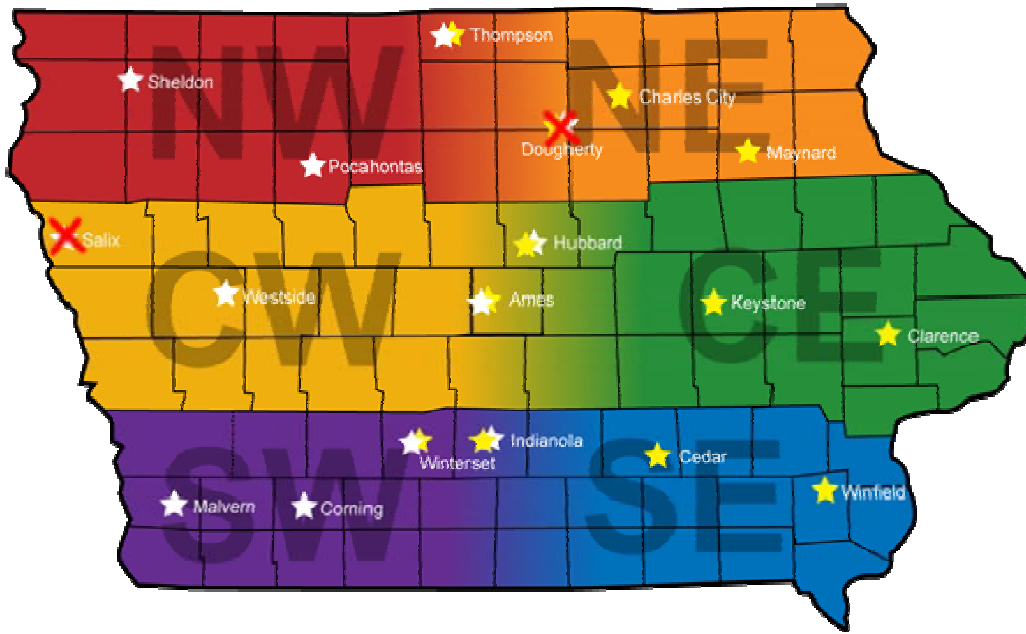 NW
NE
Thompson
Sheldon
Charles City
Dougherty
Maynard
Pocahontas
CW
CE
Salix
Hubbard
Westside
Ames
Keystone
Clarence
SW
SE
Winterset
Indianola
Cedar
Winfield
Malvern
Corning